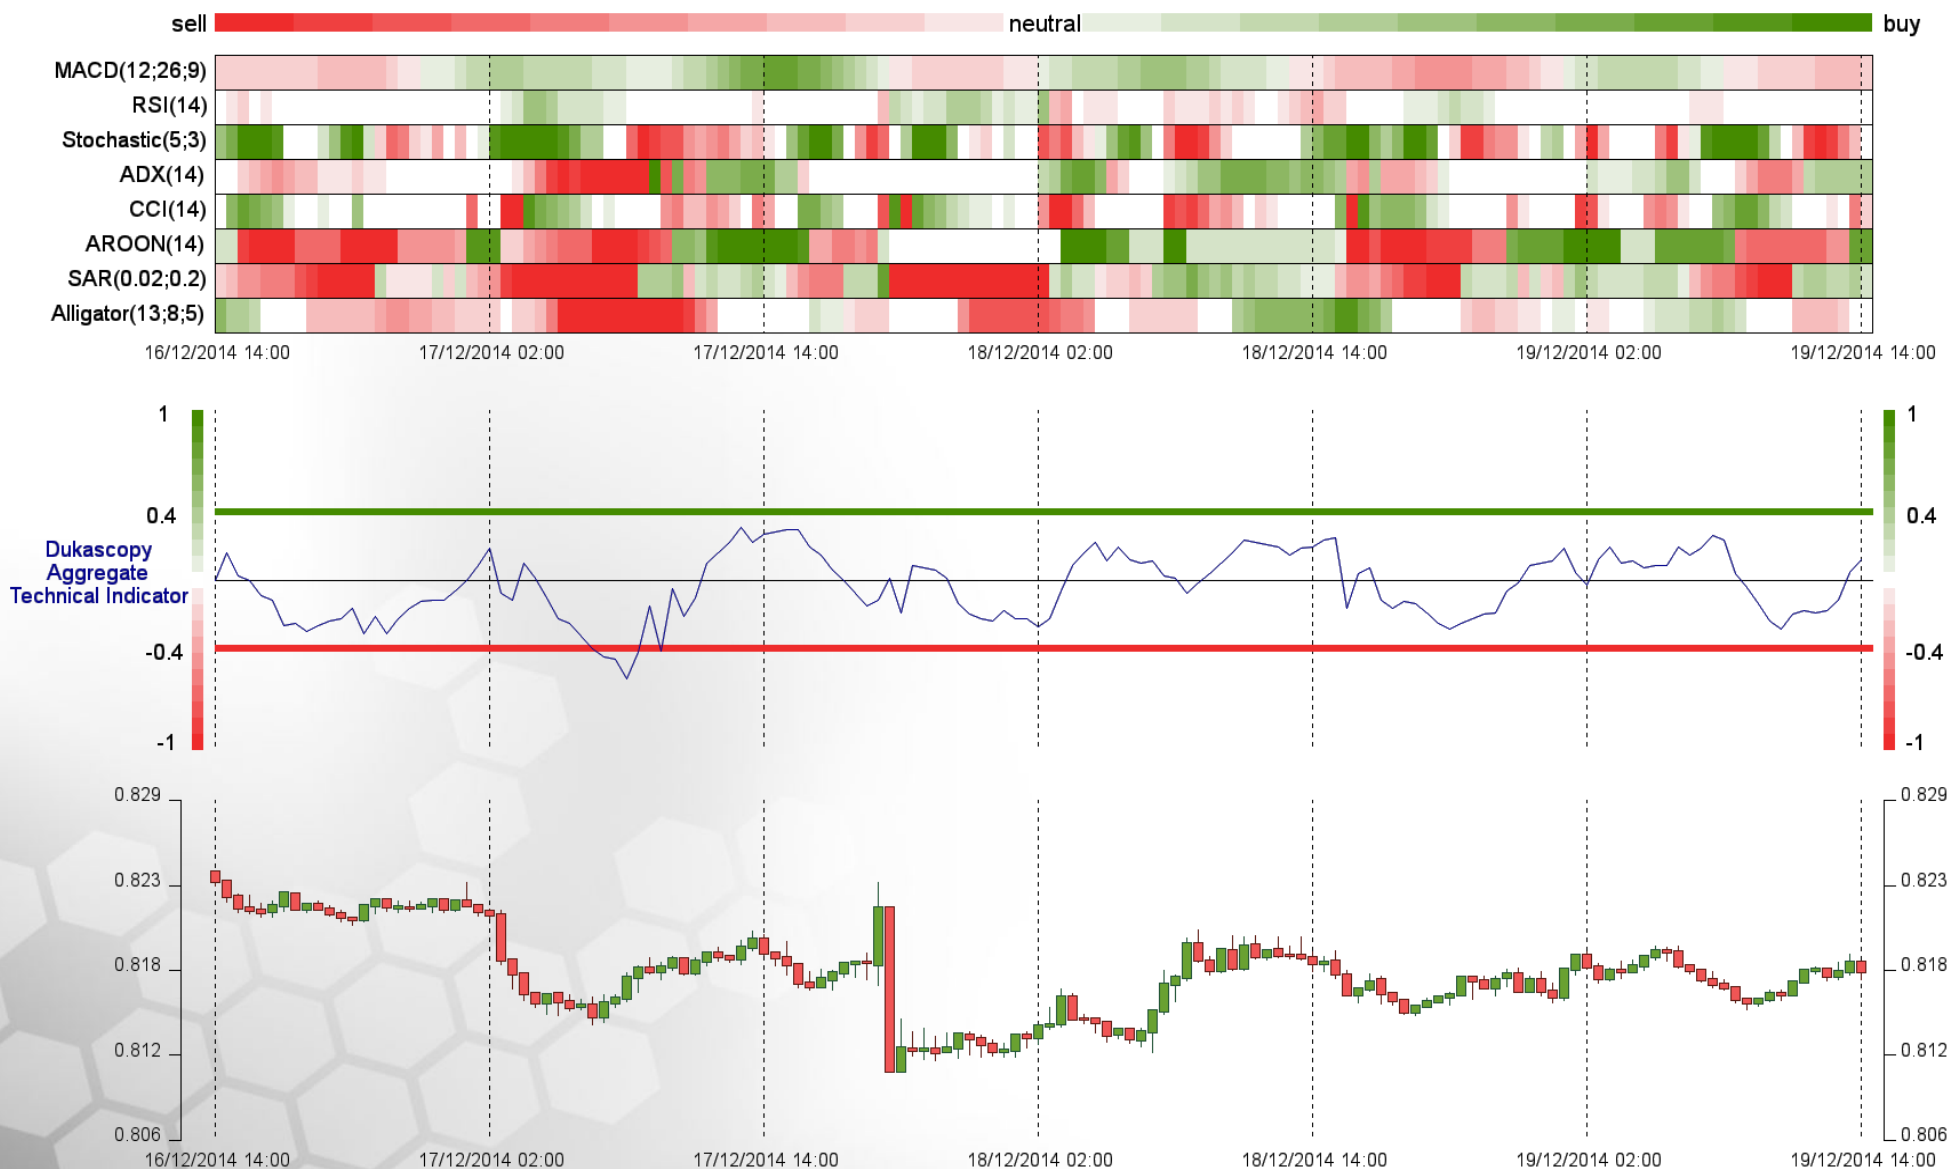 sell neutral buy
MACD(12;26;9)
RSI(14)
Stochastic(5;3)
ADX(14)
CCI(14)
AROON(14)
SAR(0.02;0.2)
Alligator(13;8;5)
16/12/2014 14:00 17/12/2014 02:00 17/12/2014 14:00 18/12/2014 02:00 18/12/2014 14:00 19/12/2014 02:00 19/12/2014 14:00
1 1
0.4 0.4
Dukascopy
Aggregate
Technical Indicator
-0.4 -0.4
-1 -1
0.829 0.829
0.823 0.823
0.818 0.818
0.812 0.812
0.806 0.806
16/12/2014 14:00 17/12/2014 02:00 17/12/2014 14:00 18/12/2014 02:00 18/12/2014 14:00 19/12/2014 02:00 19/12/2014 14:00